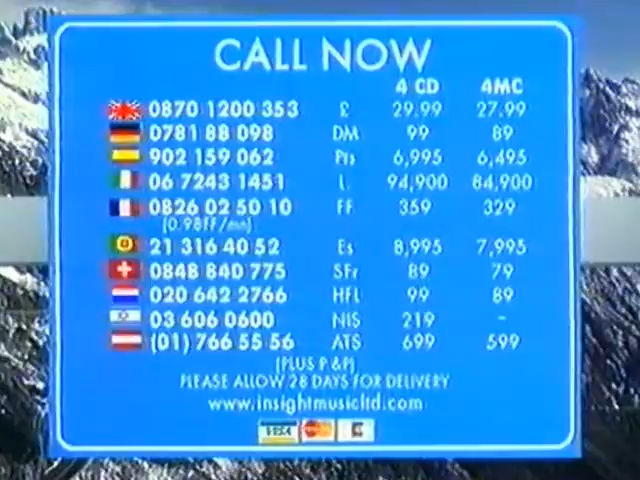 CALL NOW
4 CD 4MC
0870 1200 353 £ 29.99 27.99
0781 88 098 DM 99 89
902 159 062 Pts 6,995 6,495
06 7243 1451 L 94,900 84,900
0826 02 50 10 FF 359 329
(0.98FF/mn)
21 316 40 52 Es 8,995 7,995
0848 840 775 SFr 89 79
020 642 2766 HFL 99 89
03 606 0600 NIS 219 -
(01) 766 55 56 ATS 699 599
(PLUS P &P)
PLEASE ALLOW 28 DAYS FOR DELIVERY
www.insightmusicltd.com
VISA MasterCard